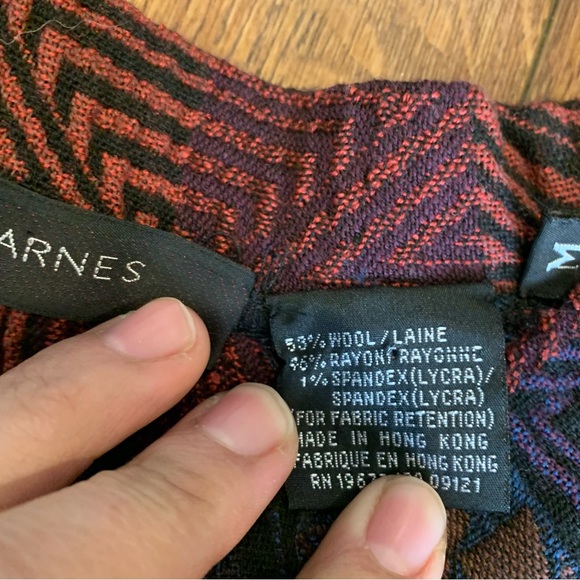 ARNES
M
53% WOOL/LAINE
46% RAYON/RAYONNE
1% SPANDEX(LYCRA)/
SPANDEX(LYCRA)
(FOR FABRIC RETENTION)
MADE IN HONG KONG
FABRIQUE EN HONG KONG
RN 09121